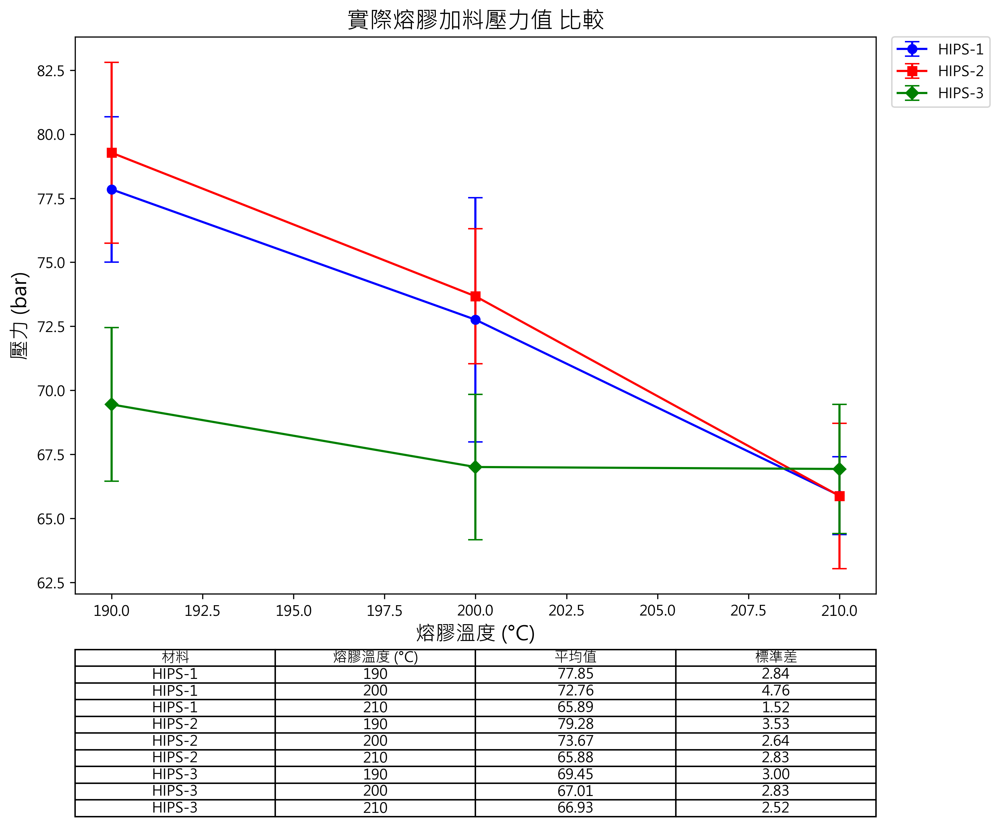 實際熔膠加料壓力值 比較
HIPS-1
HIPS-2
HIPS-3
壓力 (bar)
82.5
80.0
77.5
75.0
72.5
70.0
67.5
65.0
62.5
190.0 192.5 195.0 197.5 200.0 202.5 205.0 207.5 210.0
熔膠溫度 (°C)
材料 熔膠溫度 (°C) 平均值 標準差
HIPS-1 190 77.85 2.84
HIPS-1 200 72.76 4.76
HIPS-1 210 65.89 1.52
HIPS-2 190 79.28 3.53
HIPS-2 200 73.67 2.64
HIPS-2 210 65.88 2.83
HIPS-3 190 69.45 3.00
HIPS-3 200 67.01 2.83
HIPS-3 210 66.93 2.52